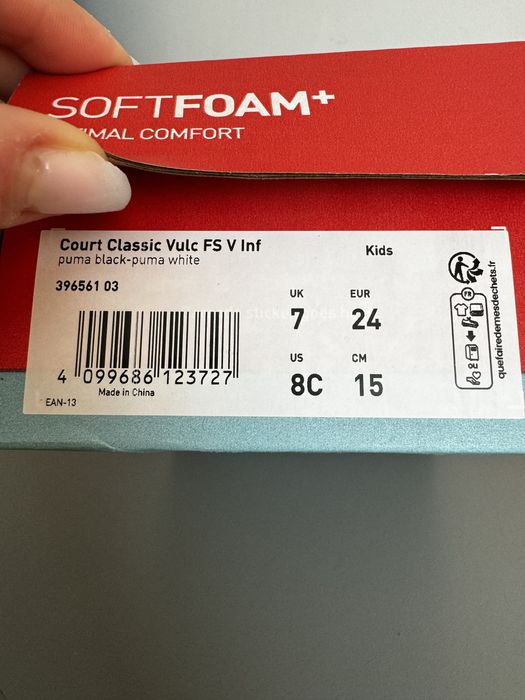 SOFTFOAM+
IMAL COMFORT
Court Classic Vulc FS V Inf
Kids
puma black-puma white
396561 03
UK
EUR
7
24
US
CM
8C
15
4 099686 123727
Made in China
EAN-13
FR
quefairedemesdechets.fr